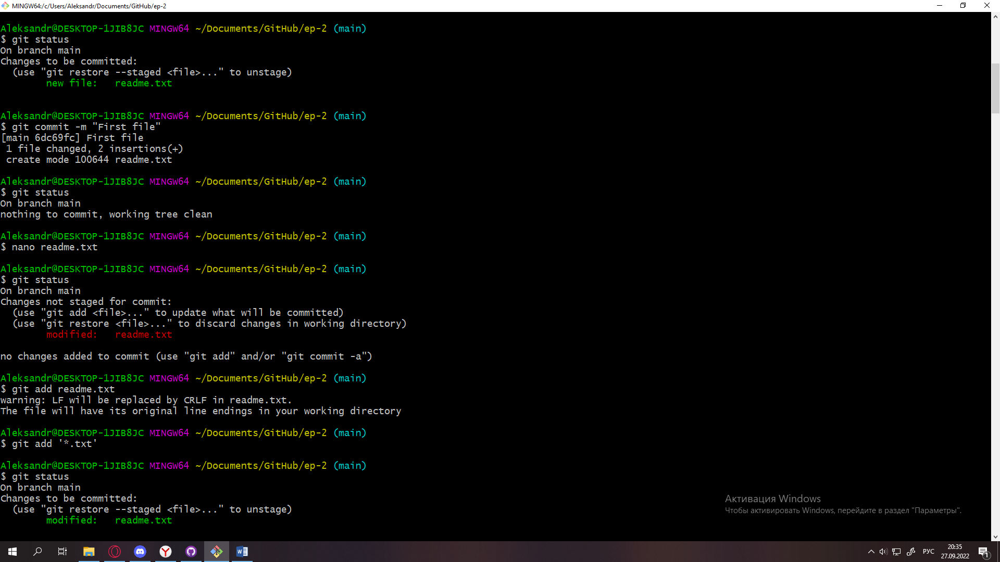 MINGW64:/c/Users/Aleksandr/Documents/GitHub/ep-2
Aleksandr@DESKTOP-1JIB8JC MINGW64 ~/Documents/GitHub/ep-2 (main)
$ git status
On branch main
Changes to be committed:
  (use "git restore --staged <file>..." to unstage)
        new file:   readme.txt
Aleksandr@DESKTOP-1JIB8JC MINGW64 ~/Documents/GitHub/ep-2 (main)
$ git commit -m "First file"
[main 6dc69fc] First file
 1 file changed, 2 insertions(+)
 create mode 100644 readme.txt
Aleksandr@DESKTOP-1JIB8JC MINGW64 ~/Documents/GitHub/ep-2 (main)
$ git status
On branch main
nothing to commit, working tree clean
Aleksandr@DESKTOP-1JIB8JC MINGW64 ~/Documents/GitHub/ep-2 (main)
$ nano readme.txt
Aleksandr@DESKTOP-1JIB8JC MINGW64 ~/Documents/GitHub/ep-2 (main)
$ git status
On branch main
Changes not staged for commit:
  (use "git add <file>..." to update what will be committed)
  (use "git restore <file>..." to discard changes in working directory)
        modified:   readme.txt
no changes added to commit (use "git add" and/or "git commit -a")
Aleksandr@DESKTOP-1JIB8JC MINGW64 ~/Documents/GitHub/ep-2 (main)
$ git add readme.txt
warning: LF will be replaced by CRLF in readme.txt.
The file will have its original line endings in your working directory
Aleksandr@DESKTOP-1JIB8JC MINGW64 ~/Documents/GitHub/ep-2 (main)
$ git add '*.txt'
Aleksandr@DESKTOP-1JIB8JC MINGW64 ~/Documents/GitHub/ep-2 (main)
$ git status
On branch main
Changes to be committed:
  (use "git restore --staged <file>..." to unstage)
        modified:   readme.txt
Активация Windows
Чтобы активировать Windows, перейдите в раздел "Параметры".
РУС
20:35
27.09.2022
1